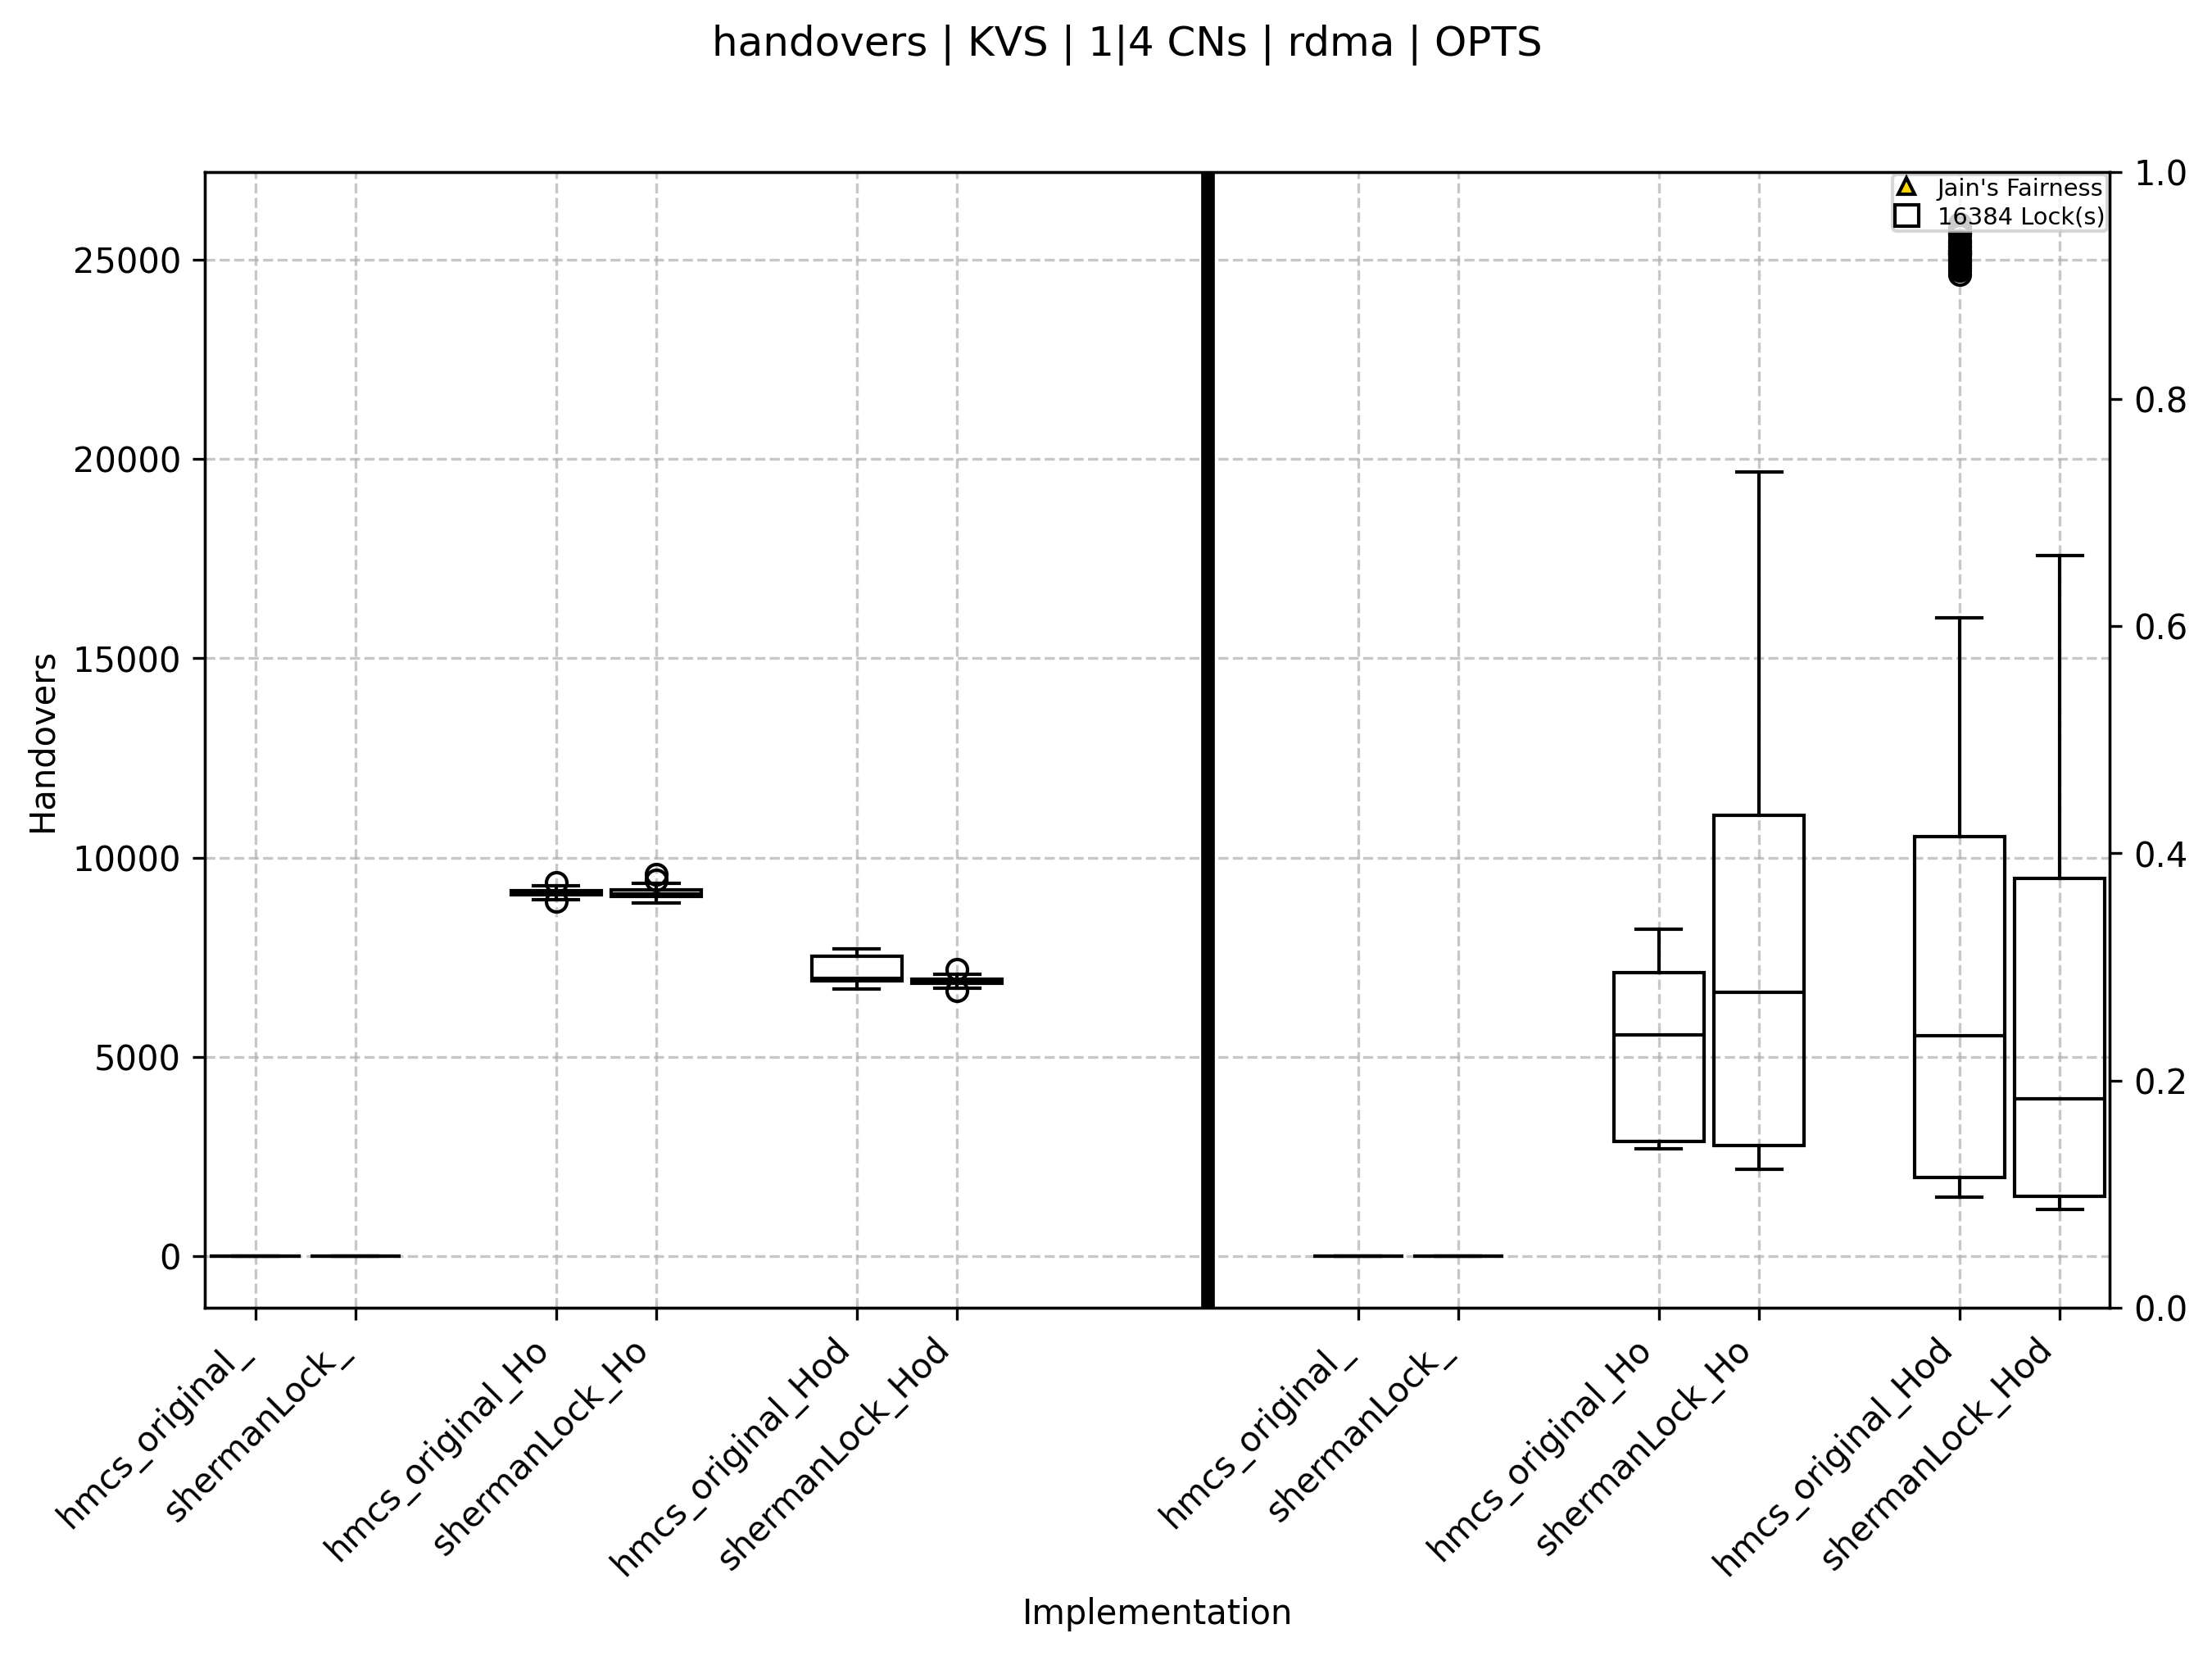 handovers | KVS | 1|4 CNs | rdma | OPTS
Jain's Fairness
16384 Lock(s)
Handovers
25000
20000
15000
10000
5000
0
1.0
0.8
0.6
0.4
0.2
0.0
hmcs_original_
shermanLock_
hmcs_original_Ho
shermanLock_Ho
hmcs_original_Hod
shermanLock_Hod
hmcs_original_
shermanLock_
hmcs_original_Ho
shermanLock_Ho
hmcs_original_Hod
shermanLock_Hod
Implementation